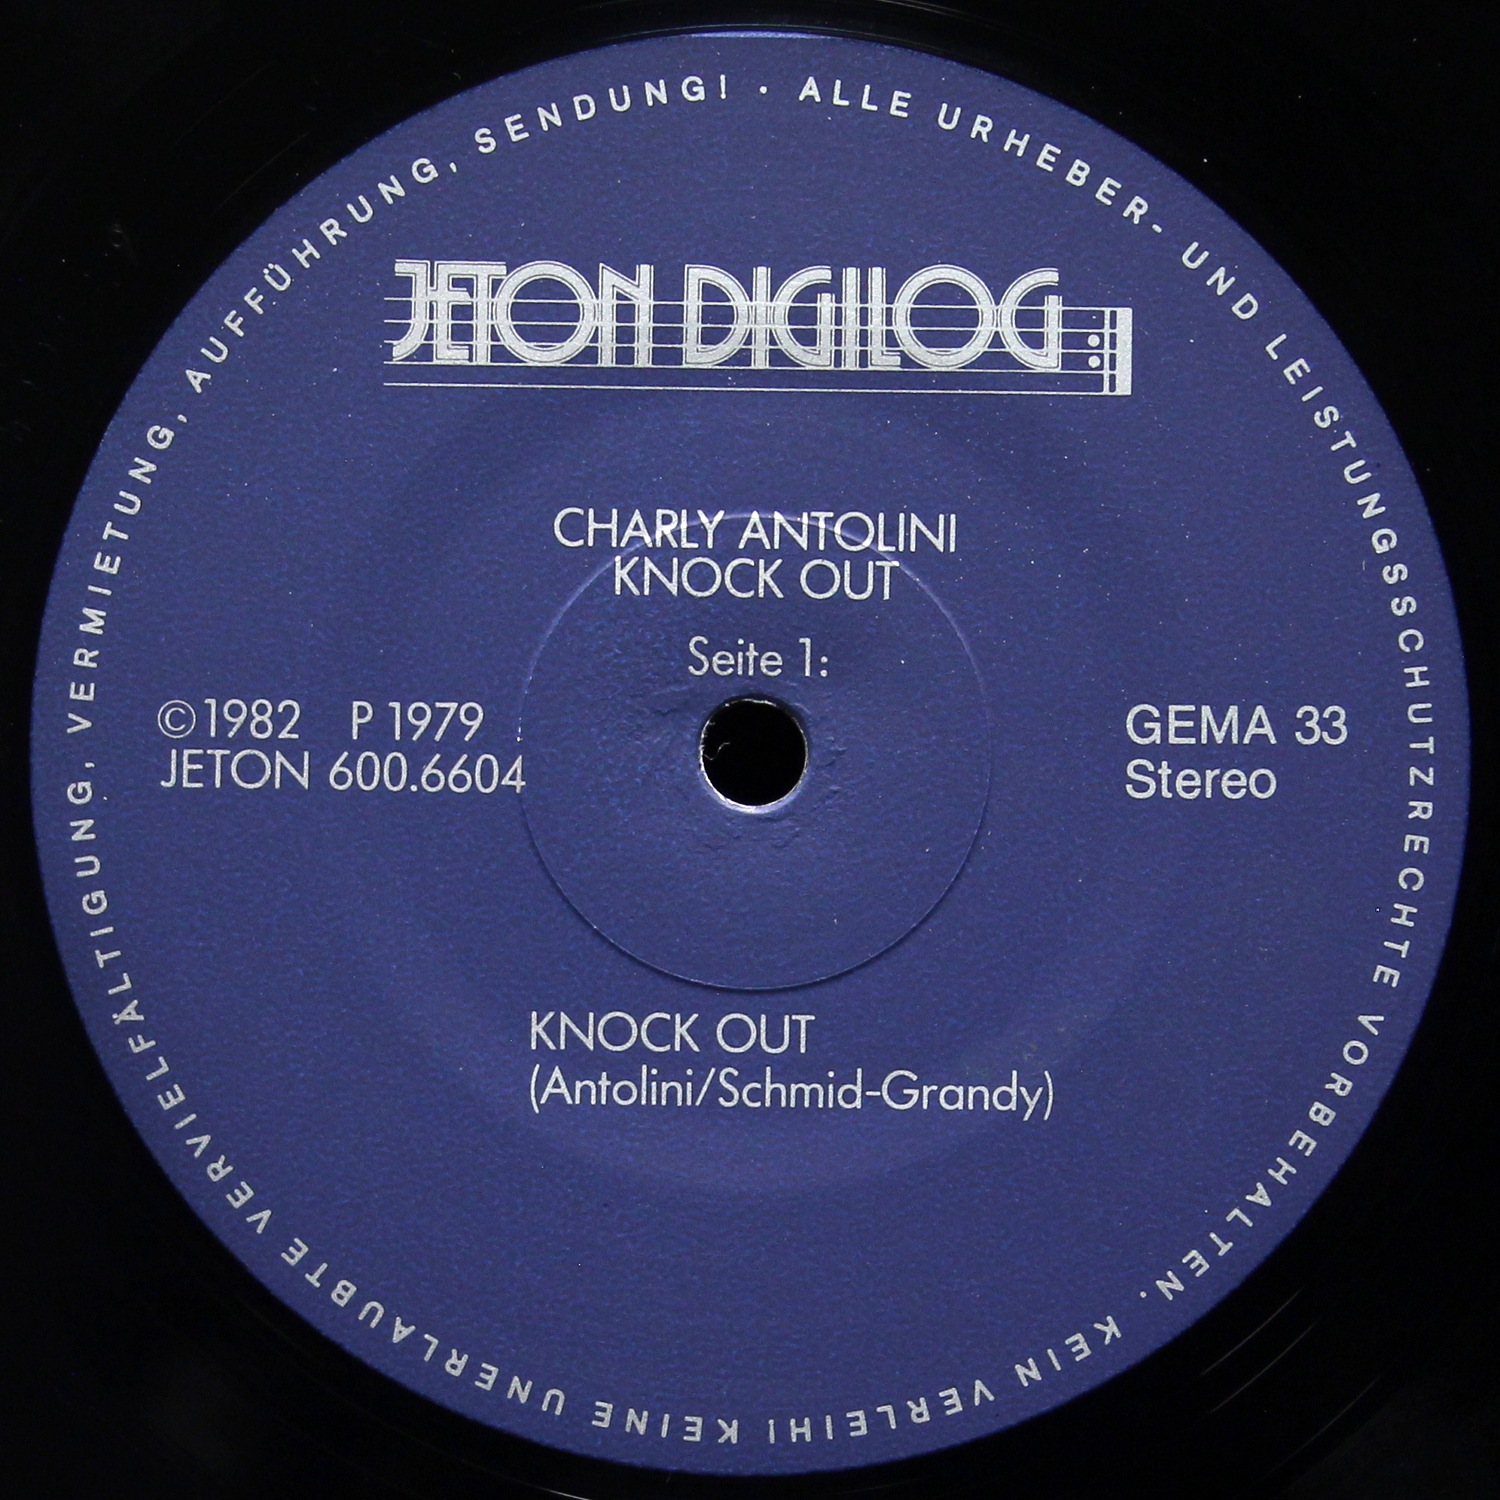 ALLE URHEBER- UND LEISTUNGSSCHUTZRECHTE VORBEHALTEN. KEIN VERLEIH! KEINE UNERLAUBTE VERVIELFÄLTIGUNG, VERMIETUNG, AUFFÜHRUNG, SENDUNG! ·
JETON DIGILOG
CHARLY ANTOLINI
KNOCK OUT
Seite 1:
©1982 P 1979
JETON 600.6604
GEMA 33
Stereo
KNOCK OUT
(Antolini/Schmid-Grandy)